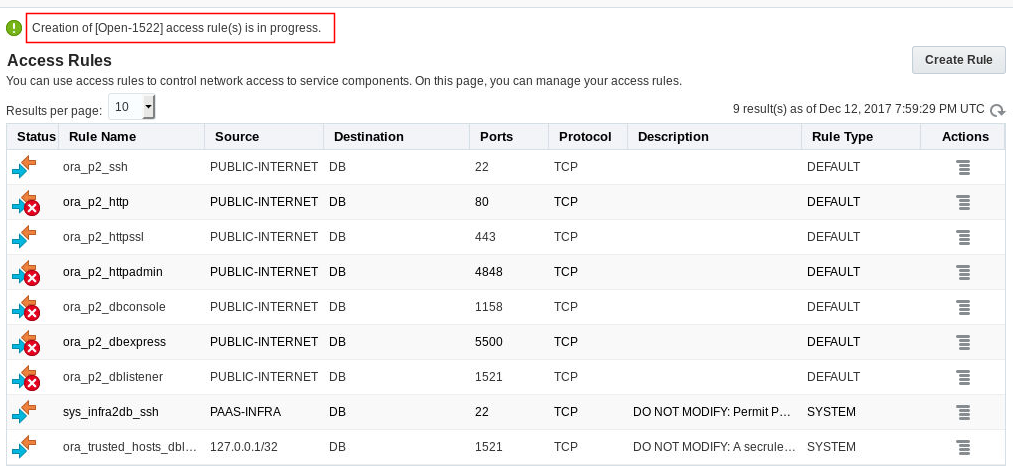 Creation of [Open-1522] access rule(s) is in progress.
Access Rules
Create Rule
You can use access rules to control network access to service components. On this page, you can manage your access rules.
Results per page: 10
9 result(s) as of Dec 12, 2017 7:59:29 PM UTC
Status Rule Name Source Destination Ports Protocol Description Rule Type Actions
ora_p2_ssh PUBLIC-INTERNET DB 22 TCP DEFAULT
ora_p2_http PUBLIC-INTERNET DB 80 TCP DEFAULT
ora_p2_httpssl PUBLIC-INTERNET DB 443 TCP DEFAULT
ora_p2_httpadmin PUBLIC-INTERNET DB 4848 TCP DEFAULT
ora_p2_dbconsole PUBLIC-INTERNET DB 1158 TCP DEFAULT
ora_p2_dbexpress PUBLIC-INTERNET DB 5500 TCP DEFAULT
ora_p2_dblistener PUBLIC-INTERNET DB 1521 TCP DEFAULT
sys_infra2db_ssh PAAS-INFRA DB 22 TCP DO NOT MODIFY: Permit P... SYSTEM
ora_trusted_hosts_dbl... 127.0.0.1/32 DB 1521 TCP DO NOT MODIFY: A secrule... SYSTEM